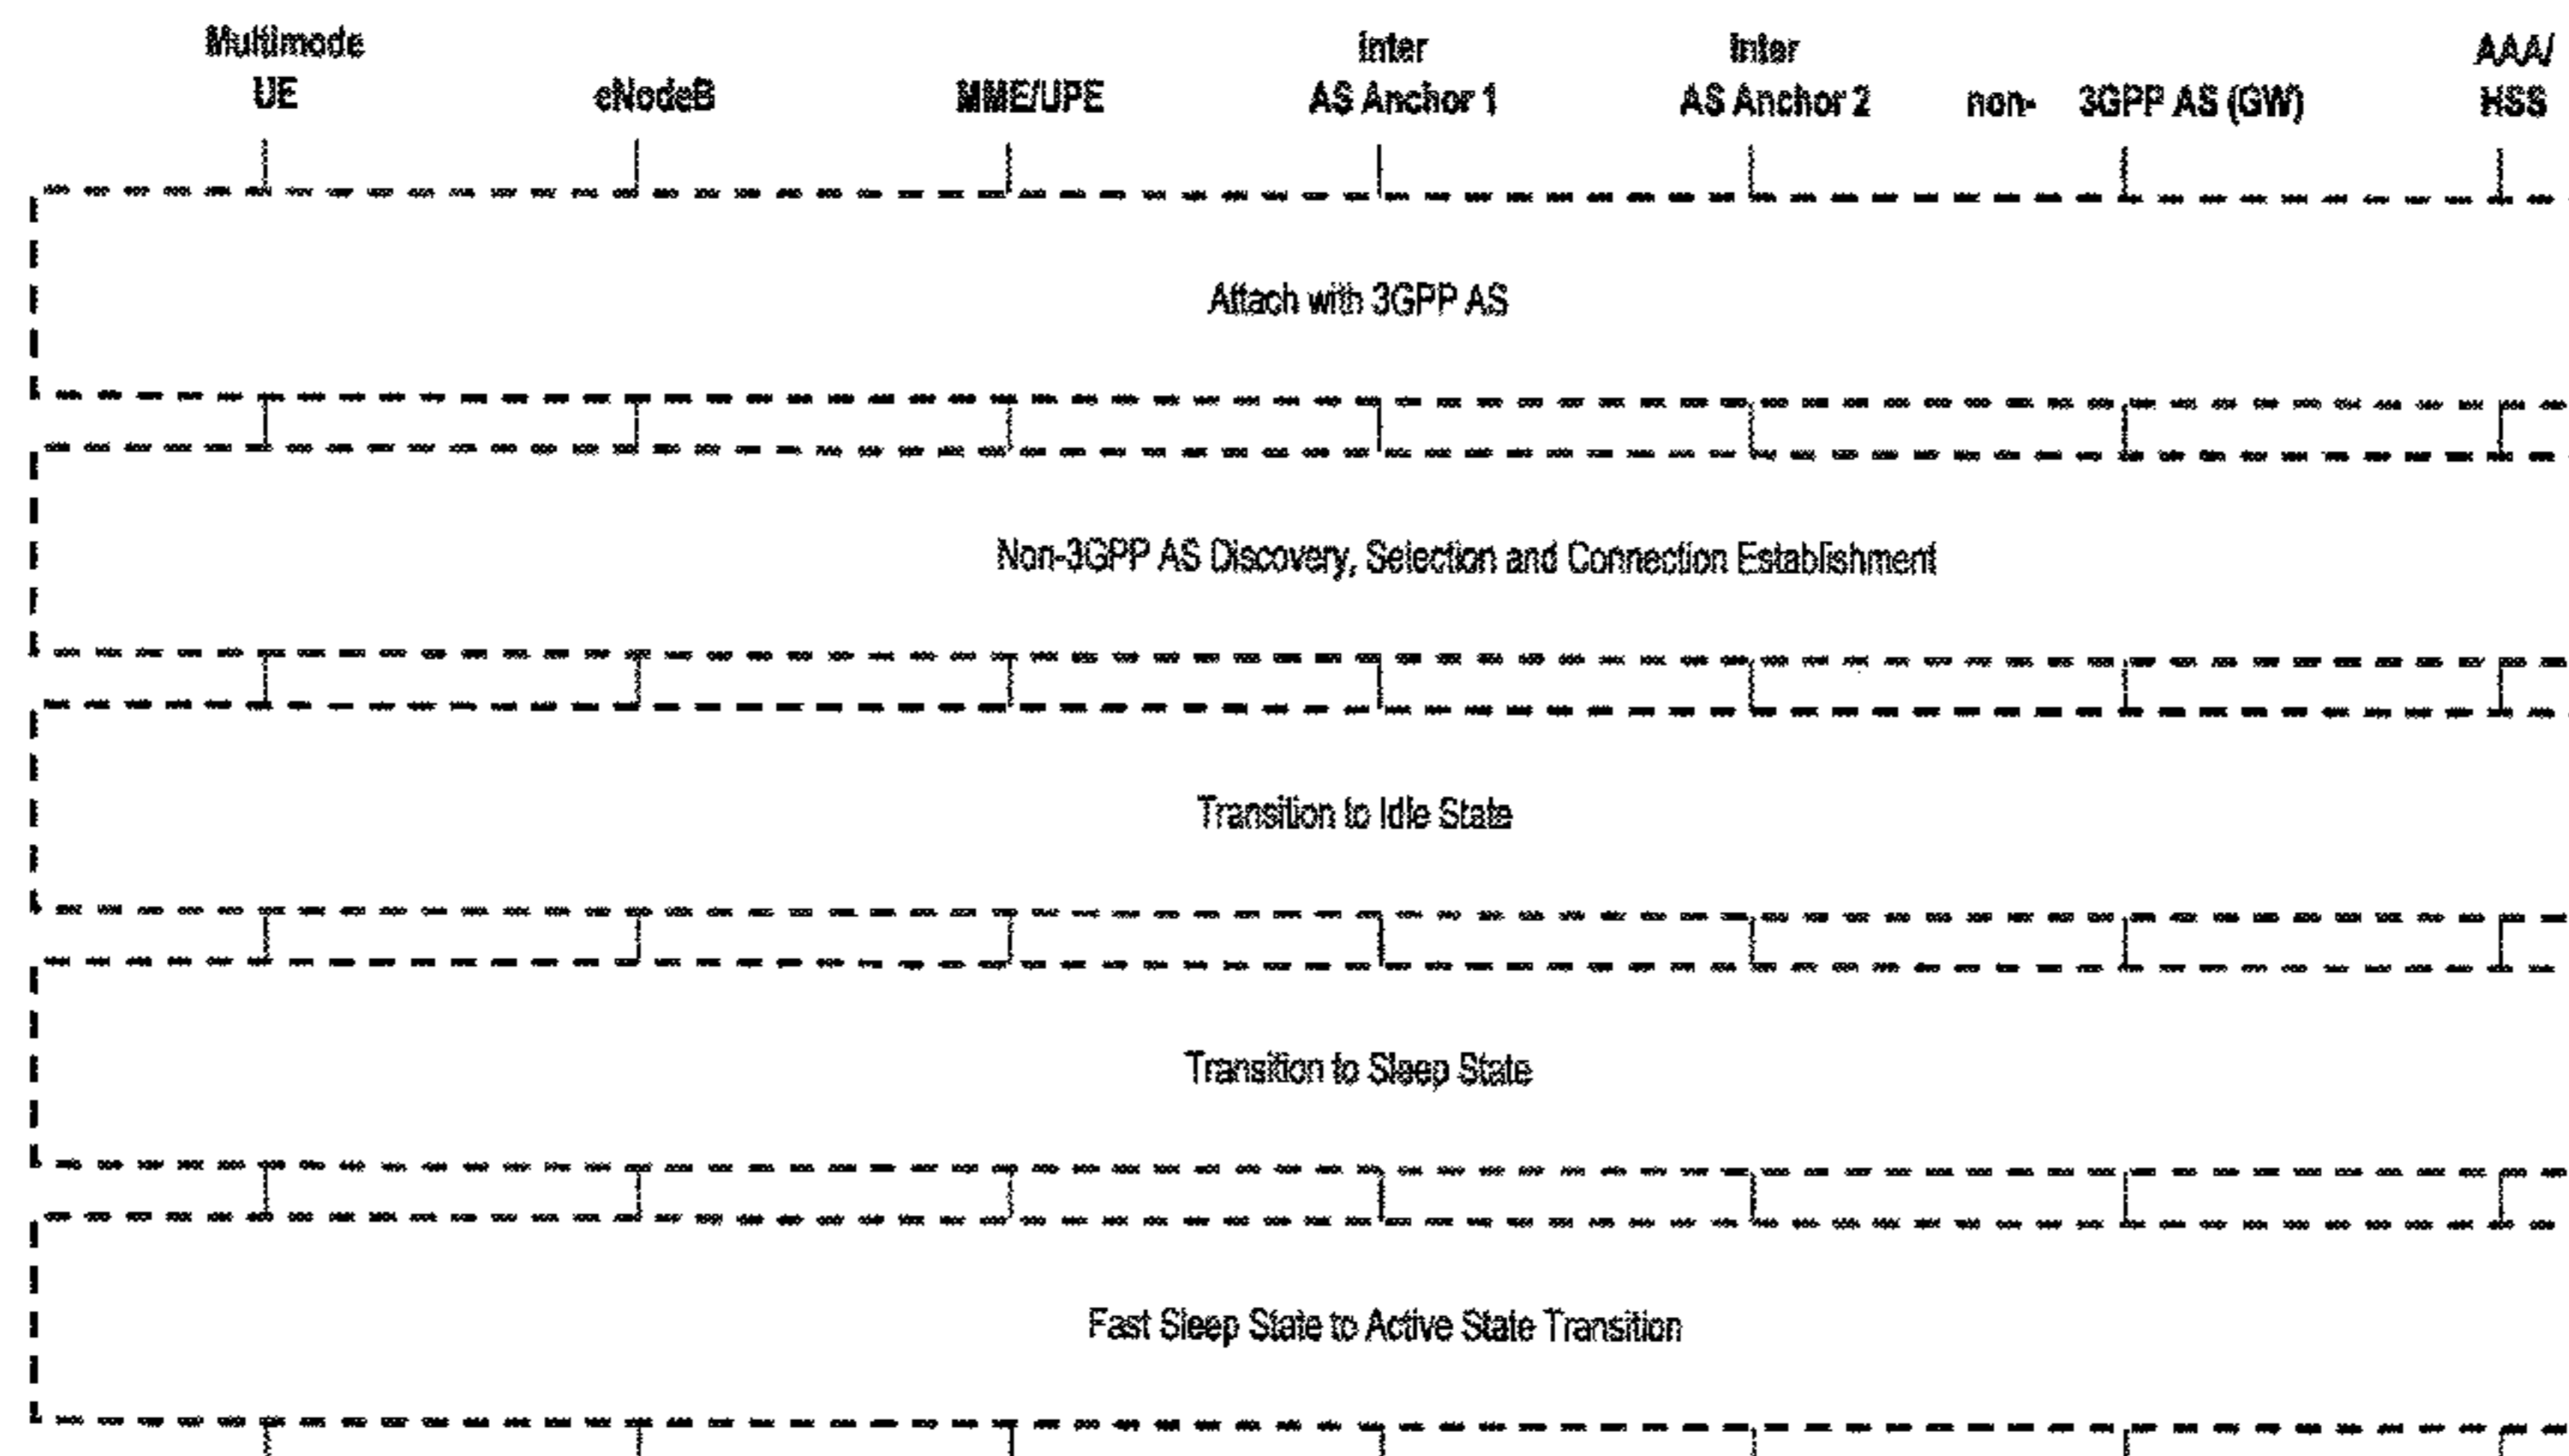 Multimode
UE
eNodeB
MME/UPE
Inter
AS Anchor 1
Inter
AS Anchor 2
non- 3GPP AS (GW)
AAA/
HSS
Attach with 3GPP AS
Non-3GPP AS Discovery, Selection and Connection Establishment
Transition to Idle State
Transition to Sleep State
Fast Sleep State to Active State Transition